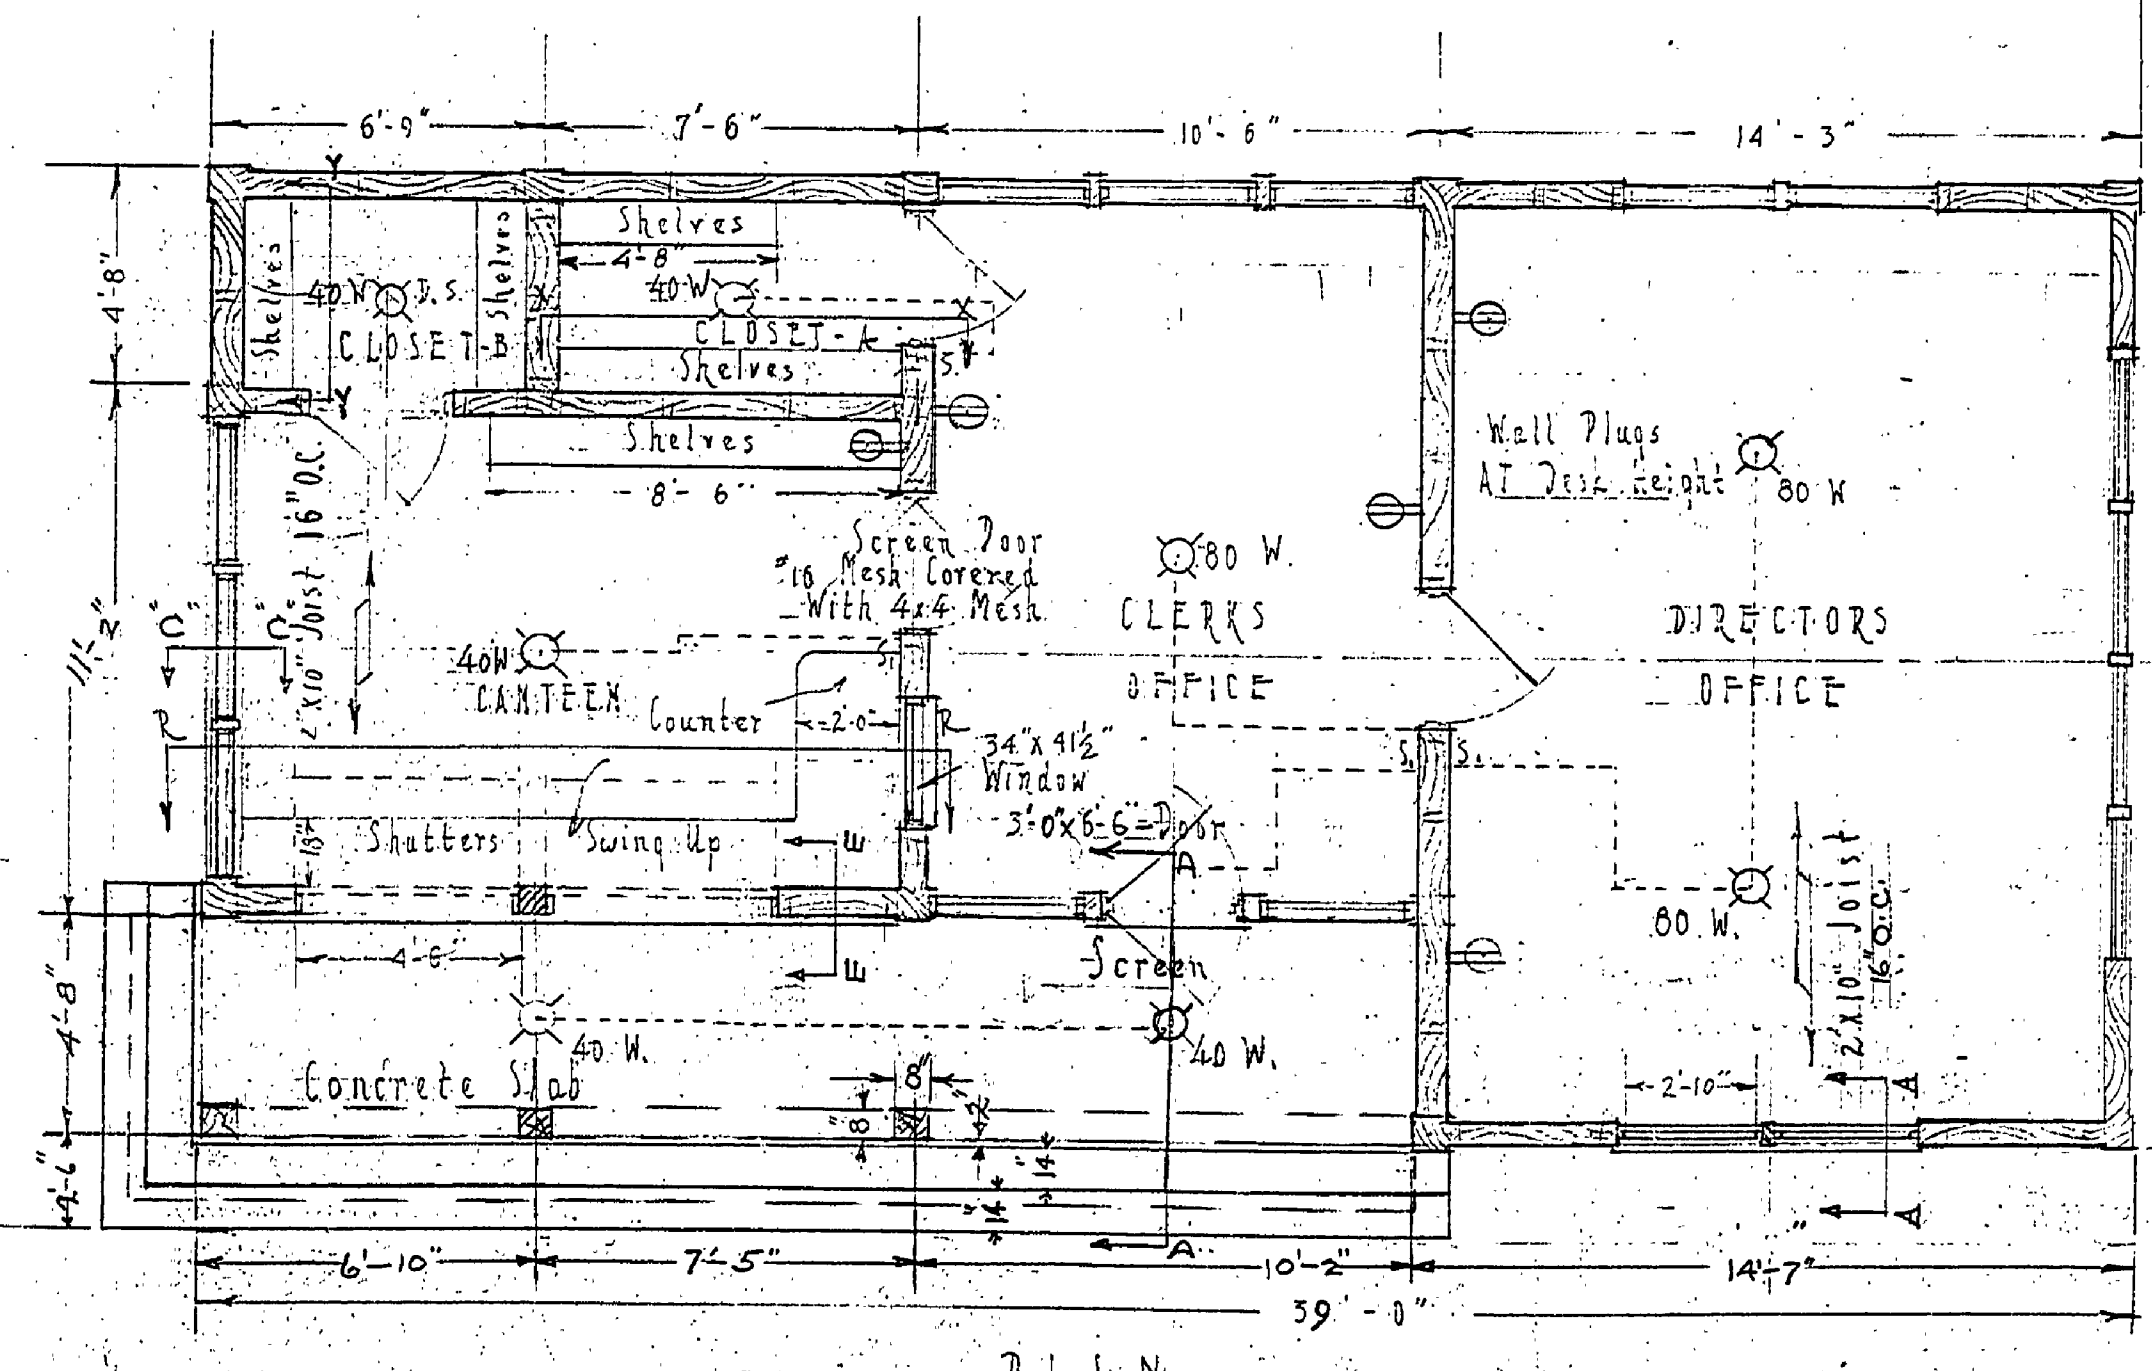 6'-9"
7'-6"
10'-6"
14'-3"
Y
Shelves
4'-8"
4'-8"
Shelves
Shelves
40 W
D.S.
40 W
X
X
CLOSET-B
CLOSET-A
Shelves
S.
Y
Shelves
8'-6"
Wall Plugs
AT Desk Height
80 W
2"X10" Joist 16" O.C.
Screen Door
#16 Mesh Covered
With 4x4 Mesh
80 W.
CLERKS
OFFICE
DIRECTORS
OFFICE
11'-2"
"C"
"C"
40W
S,
CANTEEN
Counter
2'-0"
R
R
34" x 41½"
Window
3'-0"x6'-6" Door
S,
S,
Shutters
Swing Up
18"
E
A
E
Screen
80 W.
2"X10" Joist
16" O.C.
4'-8"
40 W.
40 W.
Concrete Slab
8"
8"
2"
14"
14"
2'-10"
A
A
A
6'-10"
7'-5"
10'-2"
14'-7"
39'-0"